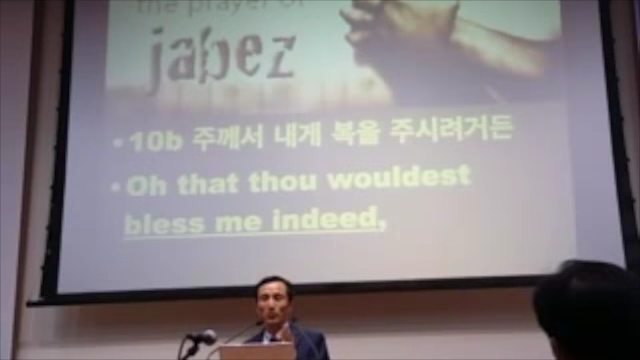 the prayer of
jabez
• 10b 주께서 내게 복을 주시려거든
• Oh that thou wouldest
bless me indeed,